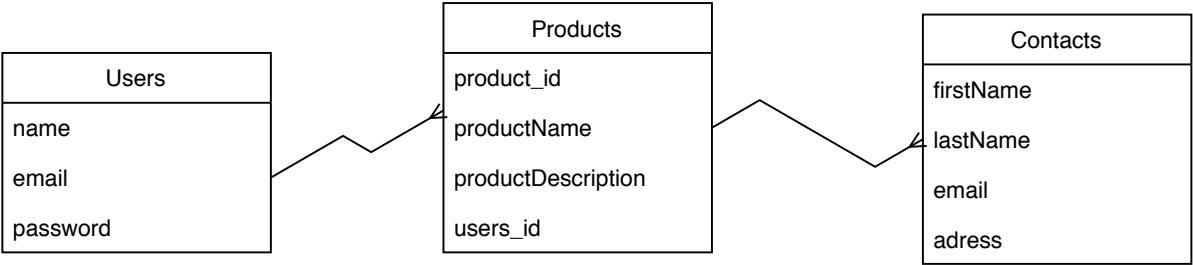 Users
name
email
password
Products
product_id
productName
productDescription
users_id
Contacts
firstName
lastName
email
adress